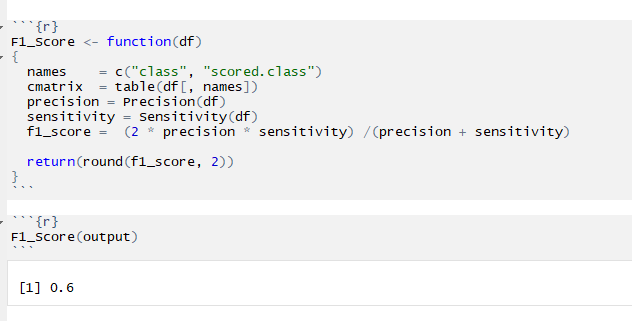 ```{r}
F1_Score <- function(df)
{
  names    = c("class", "scored.class")
  cmatrix  = table(df[, names])
  precision = Precision(df)
  sensitivity = Sensitivity(df)
  f1_score =  (2 * precision * sensitivity) /(precision + sensitivity)
  return(round(f1_score, 2))
}
```
```{r}
F1_Score(output)
```
[1] 0.6